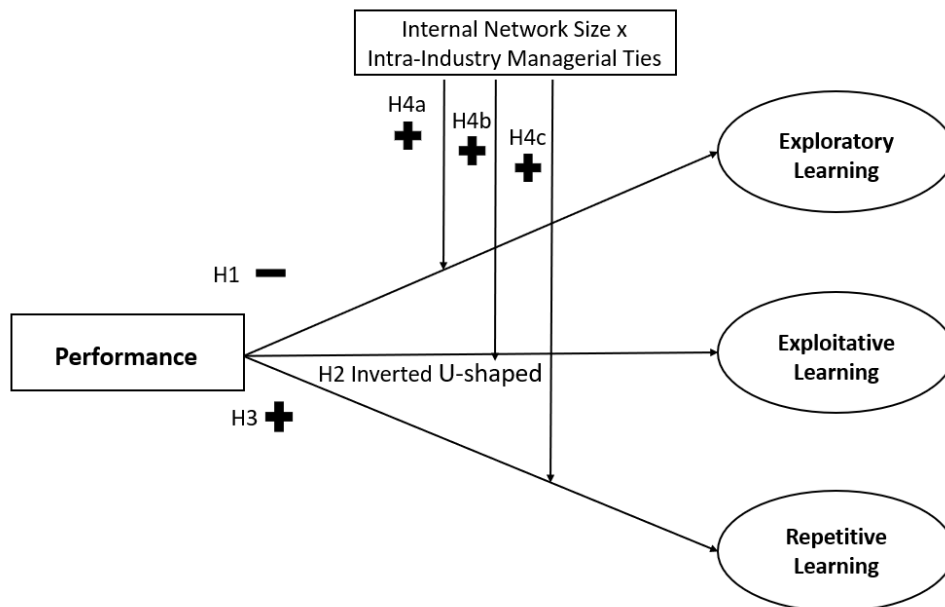 Internal Network Size x
Intra-Industry Managerial Ties
H4a
H4b
H4c
Exploratory
Learning
H1
Performance
Exploitative
Learning
H2 Inverted U-shaped
H3
Repetitive
Learning